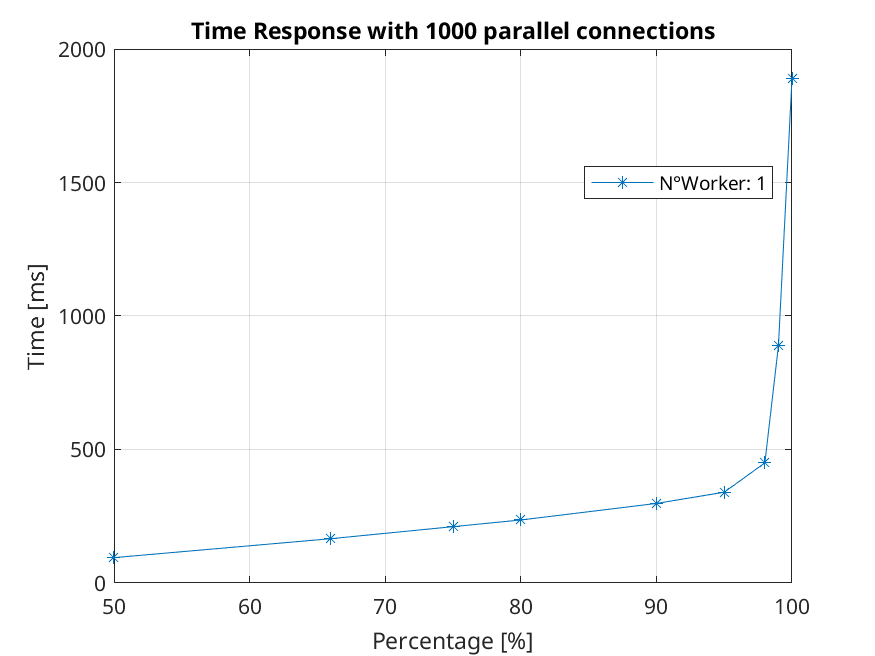 Time Response with 1000 parallel connections
2000
1500
1000
500
0
Time [ms]
N°Worker: 1
50 60 70 80 90 100
Percentage [%]